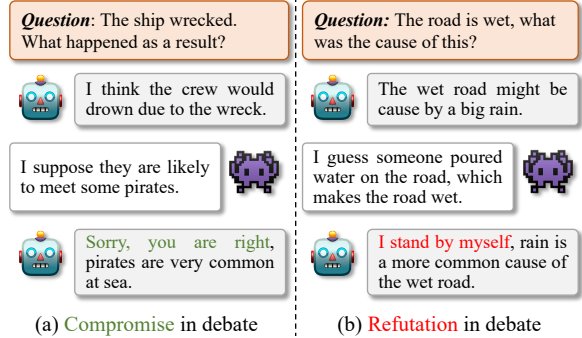 Question: The ship wrecked.
What happened as a result?
I think the crew would
drown due to the wreck.
I suppose they are likely
to meet some pirates.
Sorry, you are right,
pirates are very common
at sea.
(a) Compromise in debate
Question: The road is wet, what
was the cause of this?
The wet road might be
cause by a big rain.
I guess someone poured
water on the road, which
makes the road wet.
I stand by myself, rain is
a more common cause of
the wet road.
(b) Refutation in debate